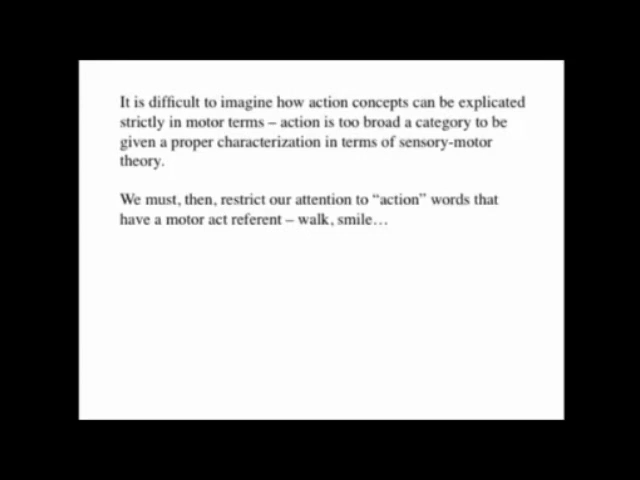 It is difficult to imagine how action concepts can be explicated
strictly in motor terms – action is too broad a category to be
given a proper characterization in terms of sensory-motor
theory.
We must, then, restrict our attention to “action” words that
have a motor act referent – walk, smile…